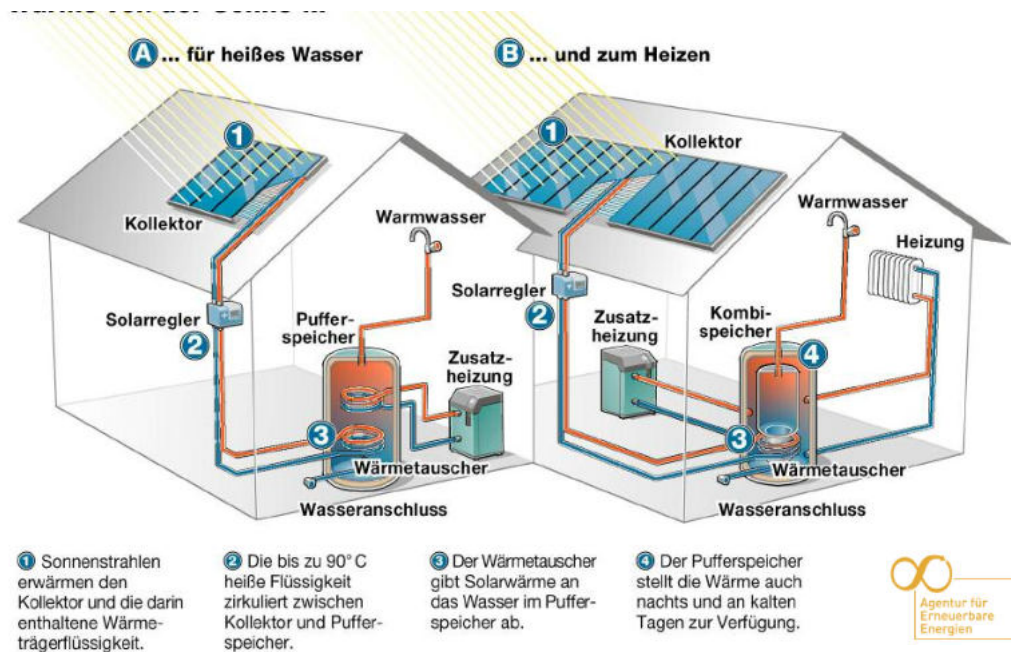 A ... für heißes Wasser
B ... und zum Heizen
1
Kollektor
Warmwasser
Solarregler
2
Puffer-
speicher
Zusatz-
heizung
3
Wärmetauscher
Wasseranschluss
1
Kollektor
Warmwasser
Heizung
Solarregler
2
Zusatz-
heizung
Kombi-
speicher
4
3
Wärmetauscher
Wasseranschluss
1 Sonnenstrahlen
erwärmen den
Kollektor und die darin
enthaltene Wärme-
trägerflüssigkeit.
2 Die bis zu 90° C
heiße Flüssigkeit
zirkuliert zwischen
Kollektor und Puffer-
speicher.
3 Der Wärmetauscher
gibt Solarwärme an
das Wasser im Puffer-
speicher ab.
4 Der Pufferspeicher
stellt die Wärme auch
nachts und an kalten
Tagen zur Verfügung.
Agentur für
Erneuerbare
Energien